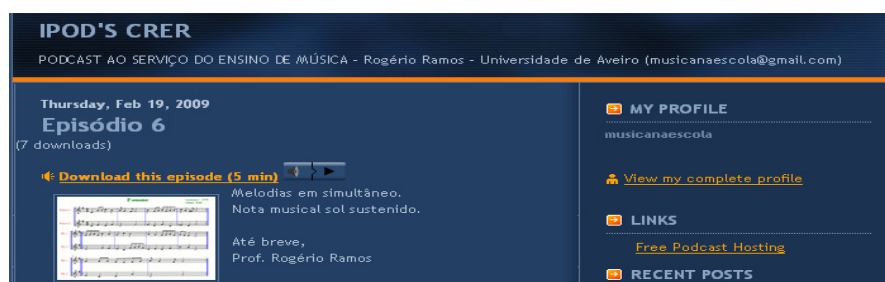 IPOD'S CRER
PODCAST AO SERVIÇO DO ENSINO DE MÚSICA - Rogério Ramos - Universidade de Aveiro (musicanaescola@gmail.com)
Thursday, Feb 19, 2009
Episódio 6
(7 downloads)
Download this episode (5 min)
Melodias em simultâneo.
Nota musical sol sustenido.
Até breve,
Prof. Rogério Ramos
MY PROFILE
musicanaescola
View my complete profile
LINKS
Free Podcast Hosting
RECENT POSTS